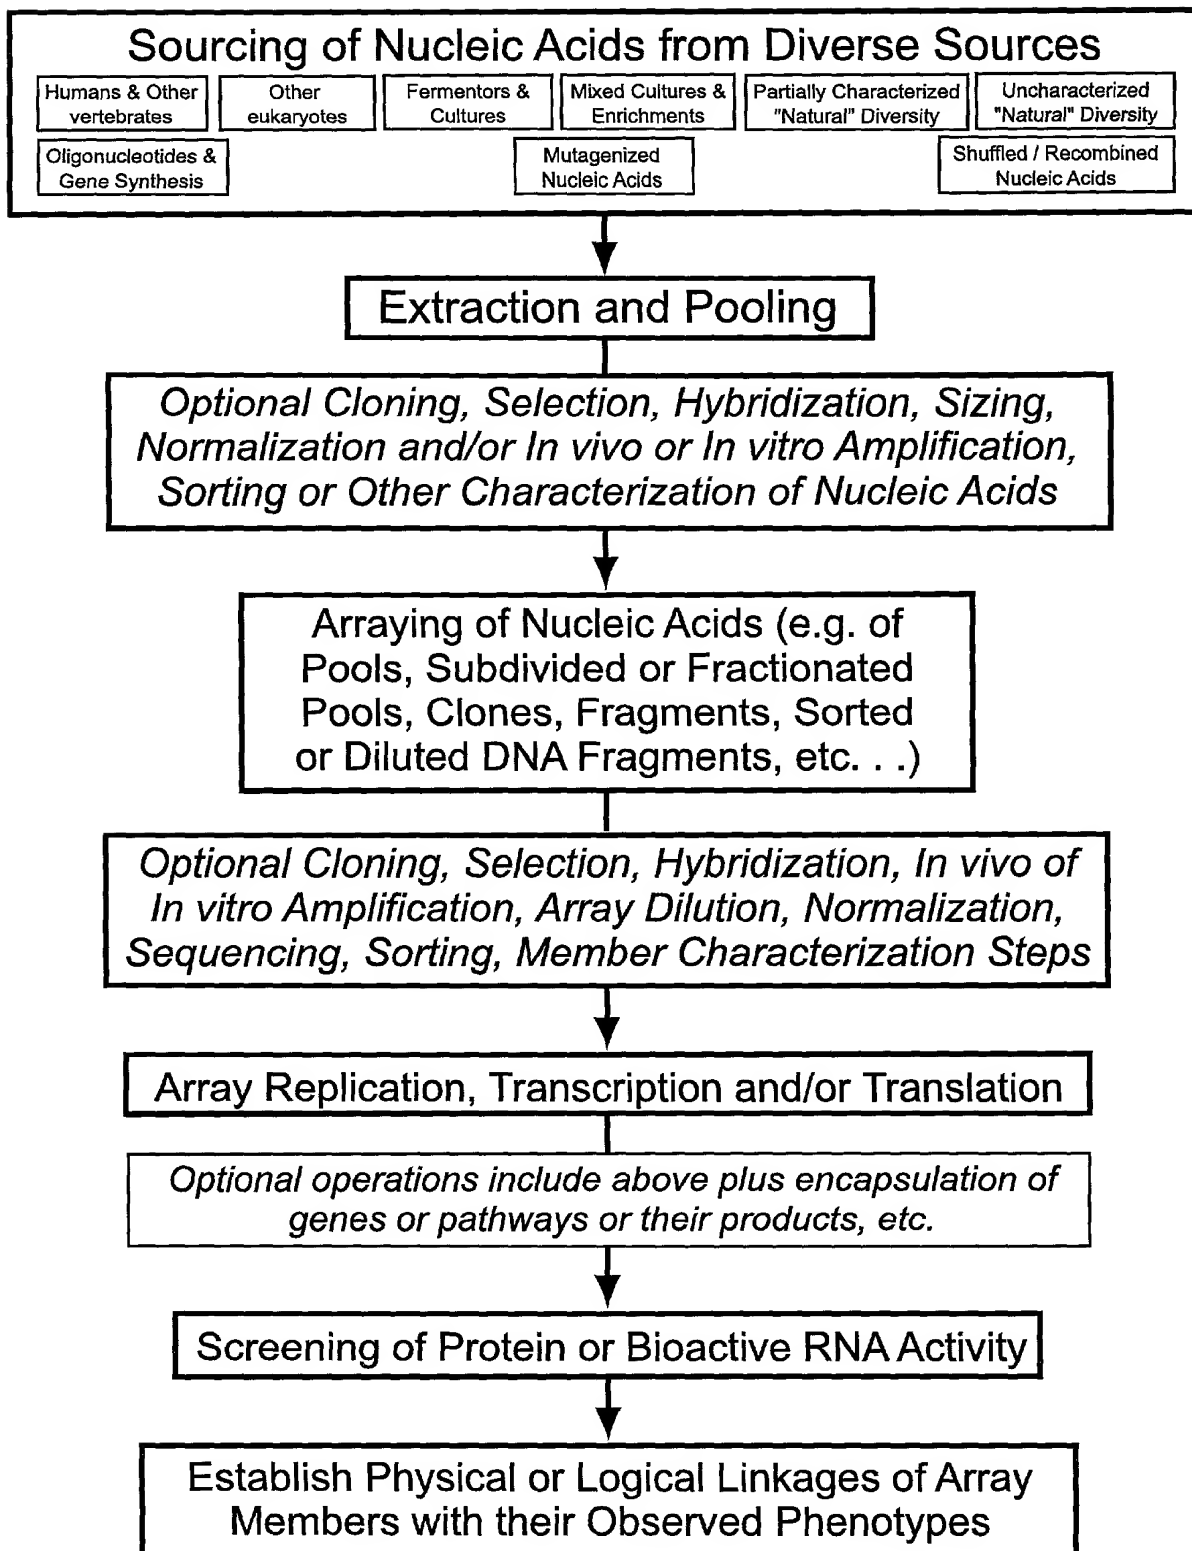 Sourcing of Nucleic Acids from Diverse Sources
Humans & Other
vertebrates
Other
eukaryotes
Fermentors &
Cultures
Mixed Cultures &
Enrichments
Partially Characterized
"Natural" Diversity
Uncharacterized
"Natural" Diversity
Oligonucleotides &
Gene Synthesis
Mutagenized
Nucleic Acids
Shuffled / Recombined
Nucleic Acids
Extraction and Pooling
Optional Cloning, Selection, Hybridization, Sizing,
Normalization and/or In vivo or In vitro Amplification,
Sorting or Other Characterization of Nucleic Acids
Arraying of Nucleic Acids (e.g. of
Pools, Subdivided or Fractionated
Pools, Clones, Fragments, Sorted
or Diluted DNA Fragments, etc. . .)
Optional Cloning, Selection, Hybridization, In vivo of
In vitro Amplification, Array Dilution, Normalization,
Sequencing, Sorting, Member Characterization Steps
Array Replication, Transcription and/or Translation
Optional operations include above plus encapsulation of
genes or pathways or their products, etc.
Screening of Protein or Bioactive RNA Activity
Establish Physical or Logical Linkages of Array
Members with their Observed Phenotypes